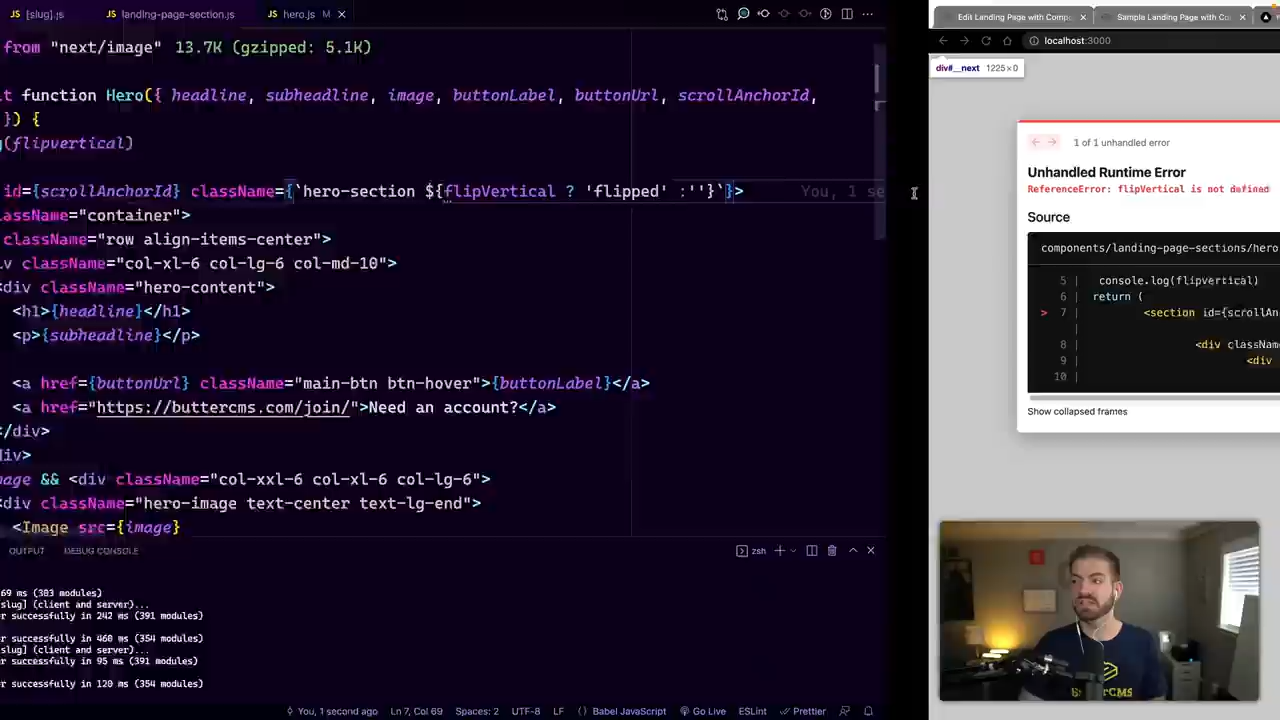 [slug].js
landing-page-section.js
hero.js M
from "next/image" 13.7K (gzipped: 5.1K)
t function Hero({ headline, subheadline, image, buttonLabel, buttonUrl, scrollAnchorId,
}) {
g(flipvertical)
id={scrollAnchorId} className={`hero-section ${flipVertical ? 'flipped' :''}`}> You, 1 se
lassName="container">
className="row align-items-center">
v className="col-xl-6 col-lg-6 col-md-10">
<div className="hero-content">
<h1>{headline}</h1>
<p>{subheadline}</p>
<a href={buttonUrl} className="main-btn btn-hover">{buttonLabel}</a>
<a href="https://buttercms.com/join/">Need an account?</a>
</div>
div>
mage && <div className="col-xxl-6 col-xl-6 col-lg-6">
<div className="hero-image text-center text-lg-end">
<Image src={image}
OUTPUT DEBUG CONSOLE
zsh
69 ms (303 modules)
slug] (client and server)...
r successfully in 242 ms (391 modules)
r successfully in 460 ms (354 modules)
slug] (client and server)...
r successfully in 95 ms (391 modules)
r successfully in 120 ms (354 modules)
You, 1 second ago Ln 7, Col 69 Spaces: 2 UTF-8 LF {} Babel JavaScript Go Live ESLint Prettier
Edit Landing Page with Comp
Sample Landing Page with Co
localhost:3000
div#__next 1225×0
1 of 1 unhandled error
Unhandled Runtime Error
ReferenceError: flipVertical is not defined
Source
components/landing-page-sections/hero
5 | console.log(flipvertical)
6 | return (
> 7 | <section id={scrollAn
|
8 | <div classNam
9 | <div
10 |
Show collapsed frames